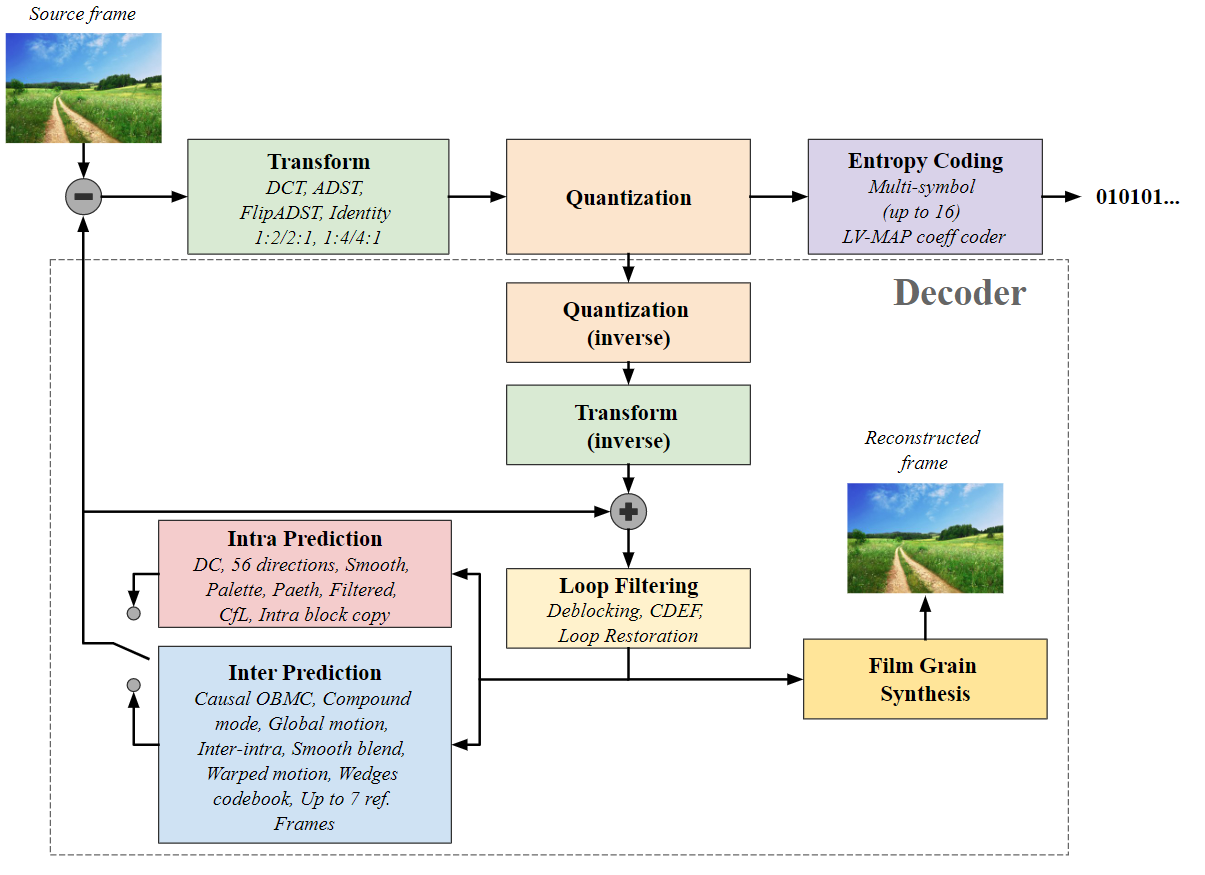 Source frame
Transform
DCT, ADST,
FlipADST, Identity
1:2/2:1, 1:4/4:1
Quantization
Entropy Coding
Multi-symbol
(up to 16)
LV-MAP coeff coder
010101...
Decoder
Quantization
(inverse)
Transform
(inverse)
Reconstructed
frame
Intra Prediction
DC, 56 directions, Smooth,
Palette, Paeth, Filtered,
CfL, Intra block copy
Loop Filtering
Deblocking, CDEF,
Loop Restoration
Inter Prediction
Causal OBMC, Compound
mode, Global motion,
Inter-intra, Smooth blend,
Warped motion, Wedges
codebook, Up to 7 ref.
Frames
Film Grain
Synthesis